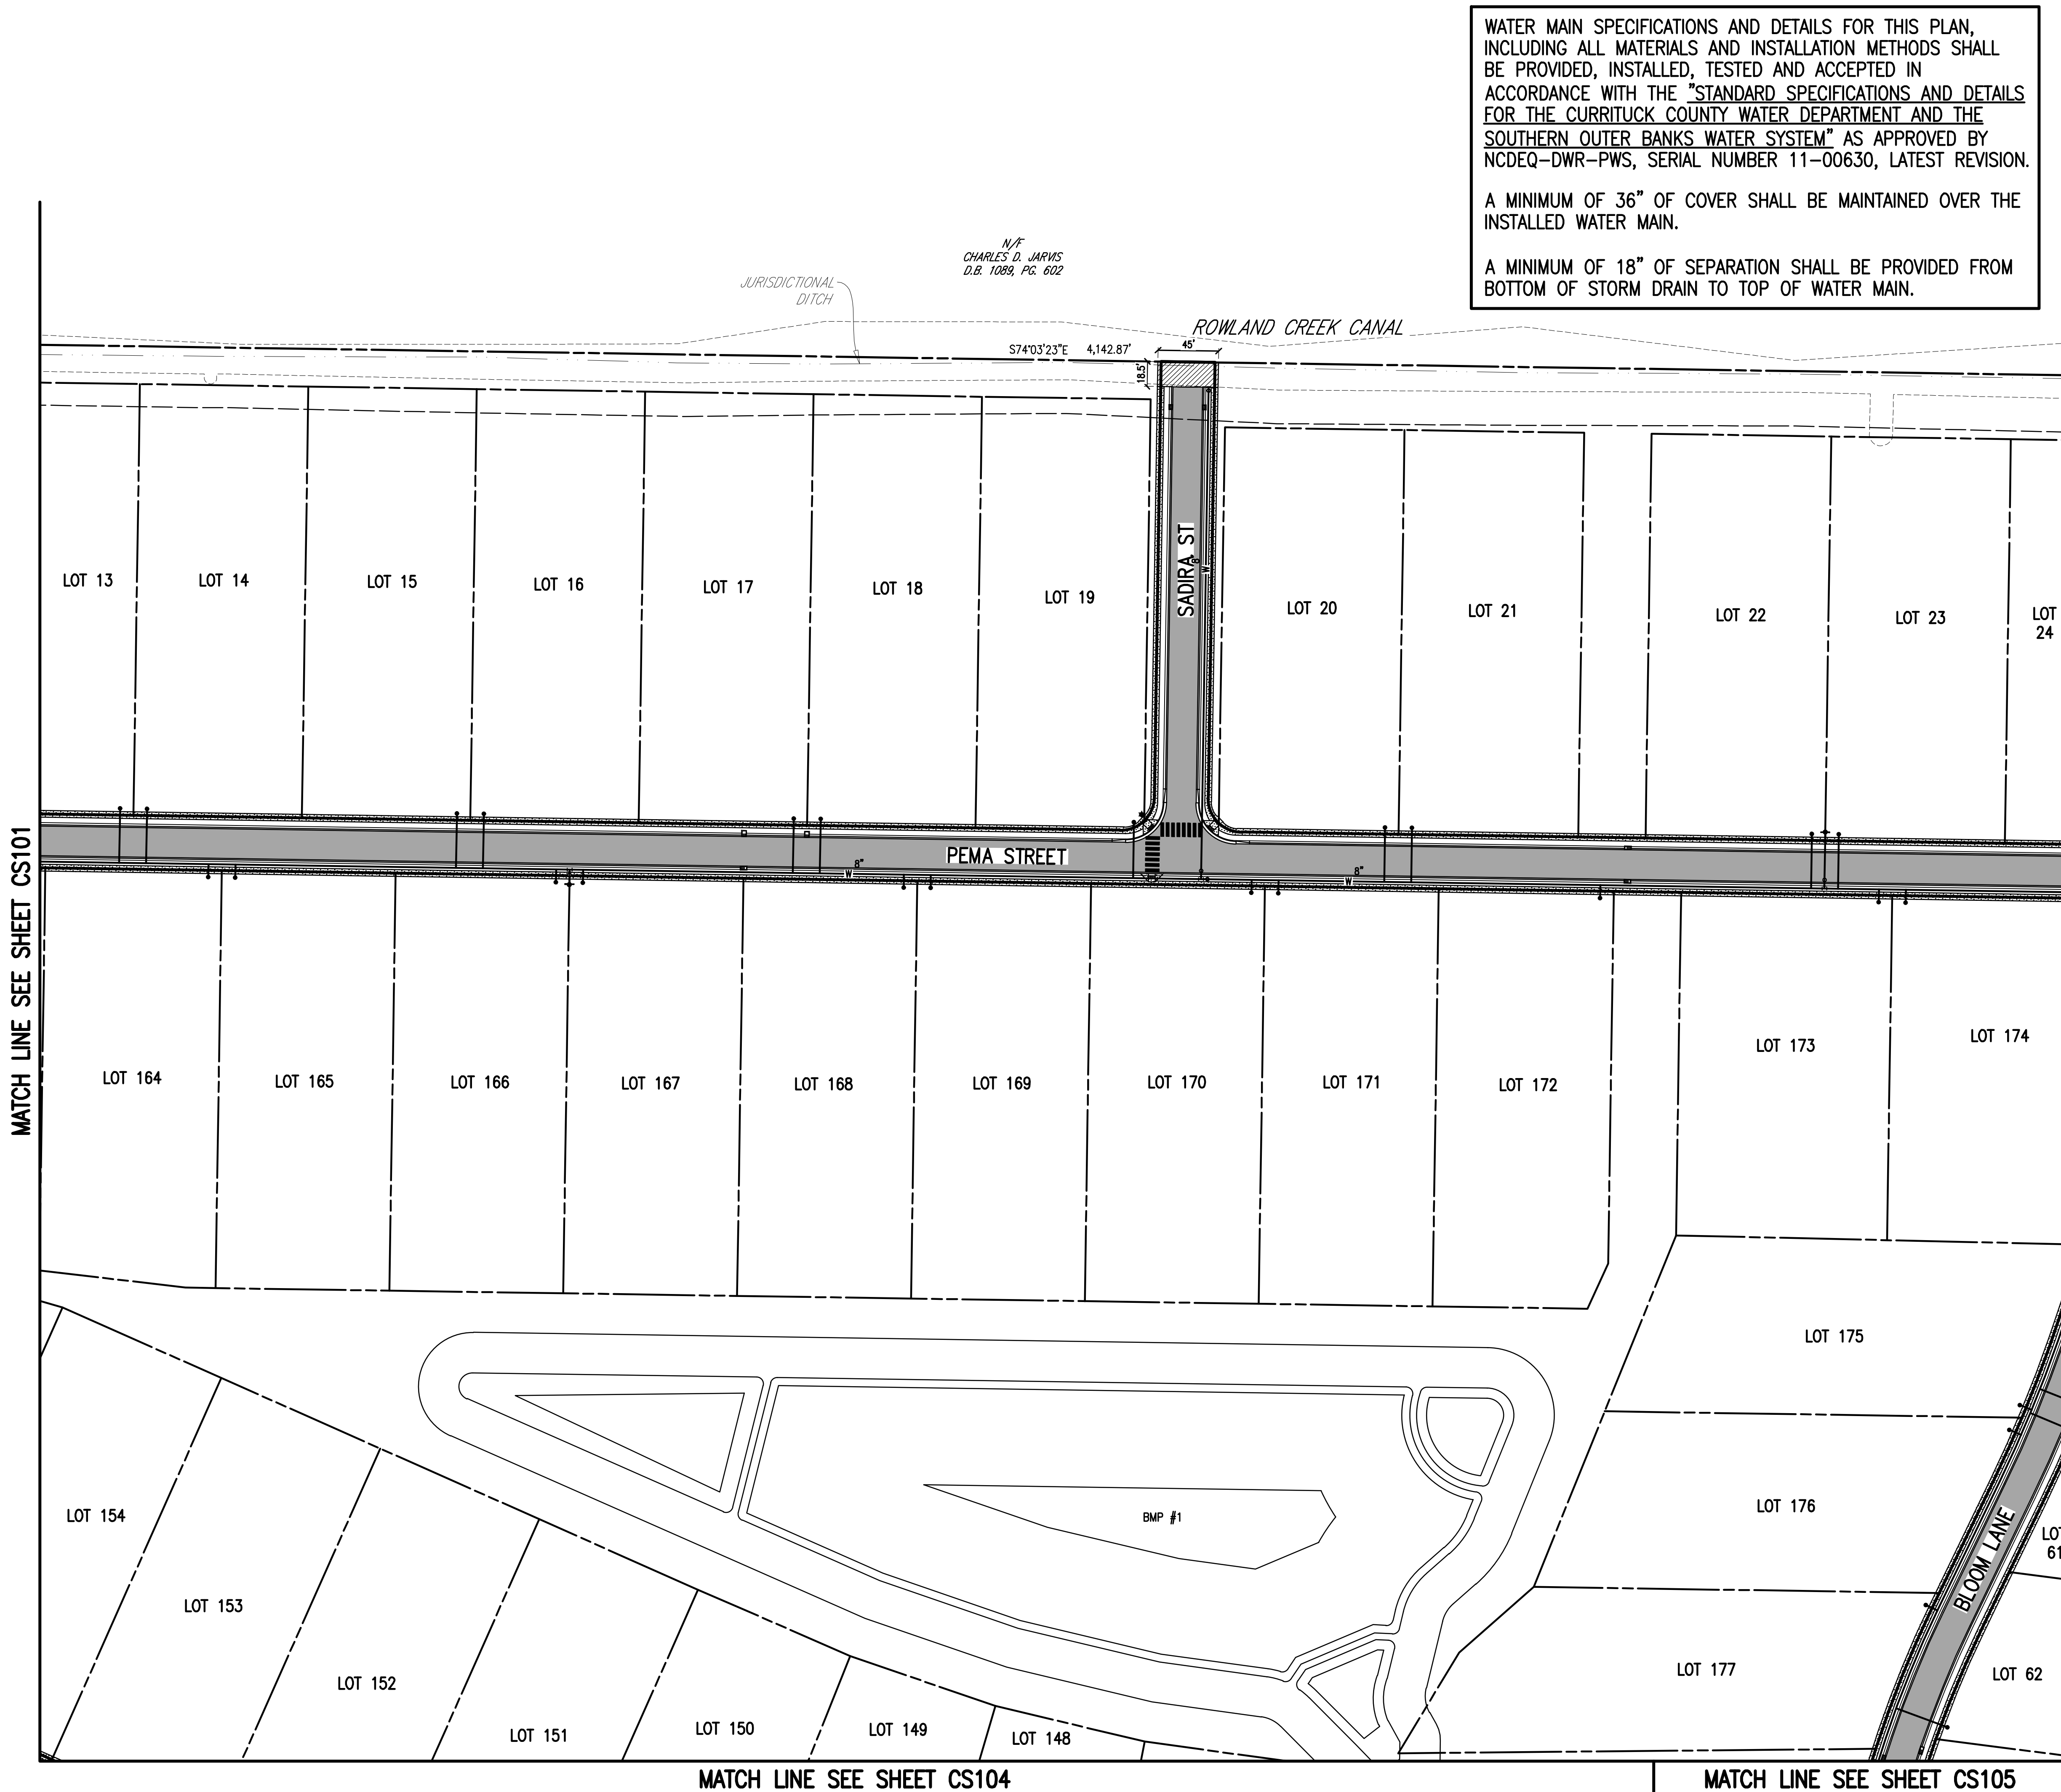 WATER MAIN SPECIFICATIONS AND DETAILS FOR THIS PLAN,
INCLUDING ALL MATERIALS AND INSTALLATION METHODS SHALL
BE PROVIDED, INSTALLED, TESTED AND ACCEPTED IN
ACCORDANCE WITH THE "STANDARD SPECIFICATIONS AND DETAILS
FOR THE CURRITUCK COUNTY WATER DEPARTMENT AND THE
SOUTHERN OUTER BANKS WATER SYSTEM" AS APPROVED BY
NCDEQ-DWR-PWS, SERIAL NUMBER 11-00630, LATEST REVISION.
A MINIMUM OF 36" OF COVER SHALL BE MAINTAINED OVER THE
INSTALLED WATER MAIN.
A MINIMUM OF 18" OF SEPARATION SHALL BE PROVIDED FROM
BOTTOM OF STORM DRAIN TO TOP OF WATER MAIN.
N/F
CHARLES D. JARVIS
D.B. 1089, PG. 602
JURISDICTIONAL
DITCH
ROWLAND CREEK CANAL
S74°03'23"E 4,142.87'
45'
18.5'
LOT 13
LOT 14
LOT 15
LOT 16
LOT 17
LOT 18
LOT 19
SADIRA ST
8"
W
LOT 20
LOT 21
LOT 22
LOT 23
LOT
24
MATCH LINE SEE SHEET CS101
PEMA STREET
8"
W
8"
W
LOT 164
LOT 165
LOT 166
LOT 167
LOT 168
LOT 169
LOT 170
LOT 171
LOT 172
LOT 173
LOT 174
LOT 175
LOT 176
LOT 177
BMP #1
BLOOM LANE
LOT
61
LOT 62
LOT 154
LOT 153
LOT 152
LOT 151
LOT 150
LOT 149
LOT 148
MATCH LINE SEE SHEET CS104
MATCH LINE SEE SHEET CS105